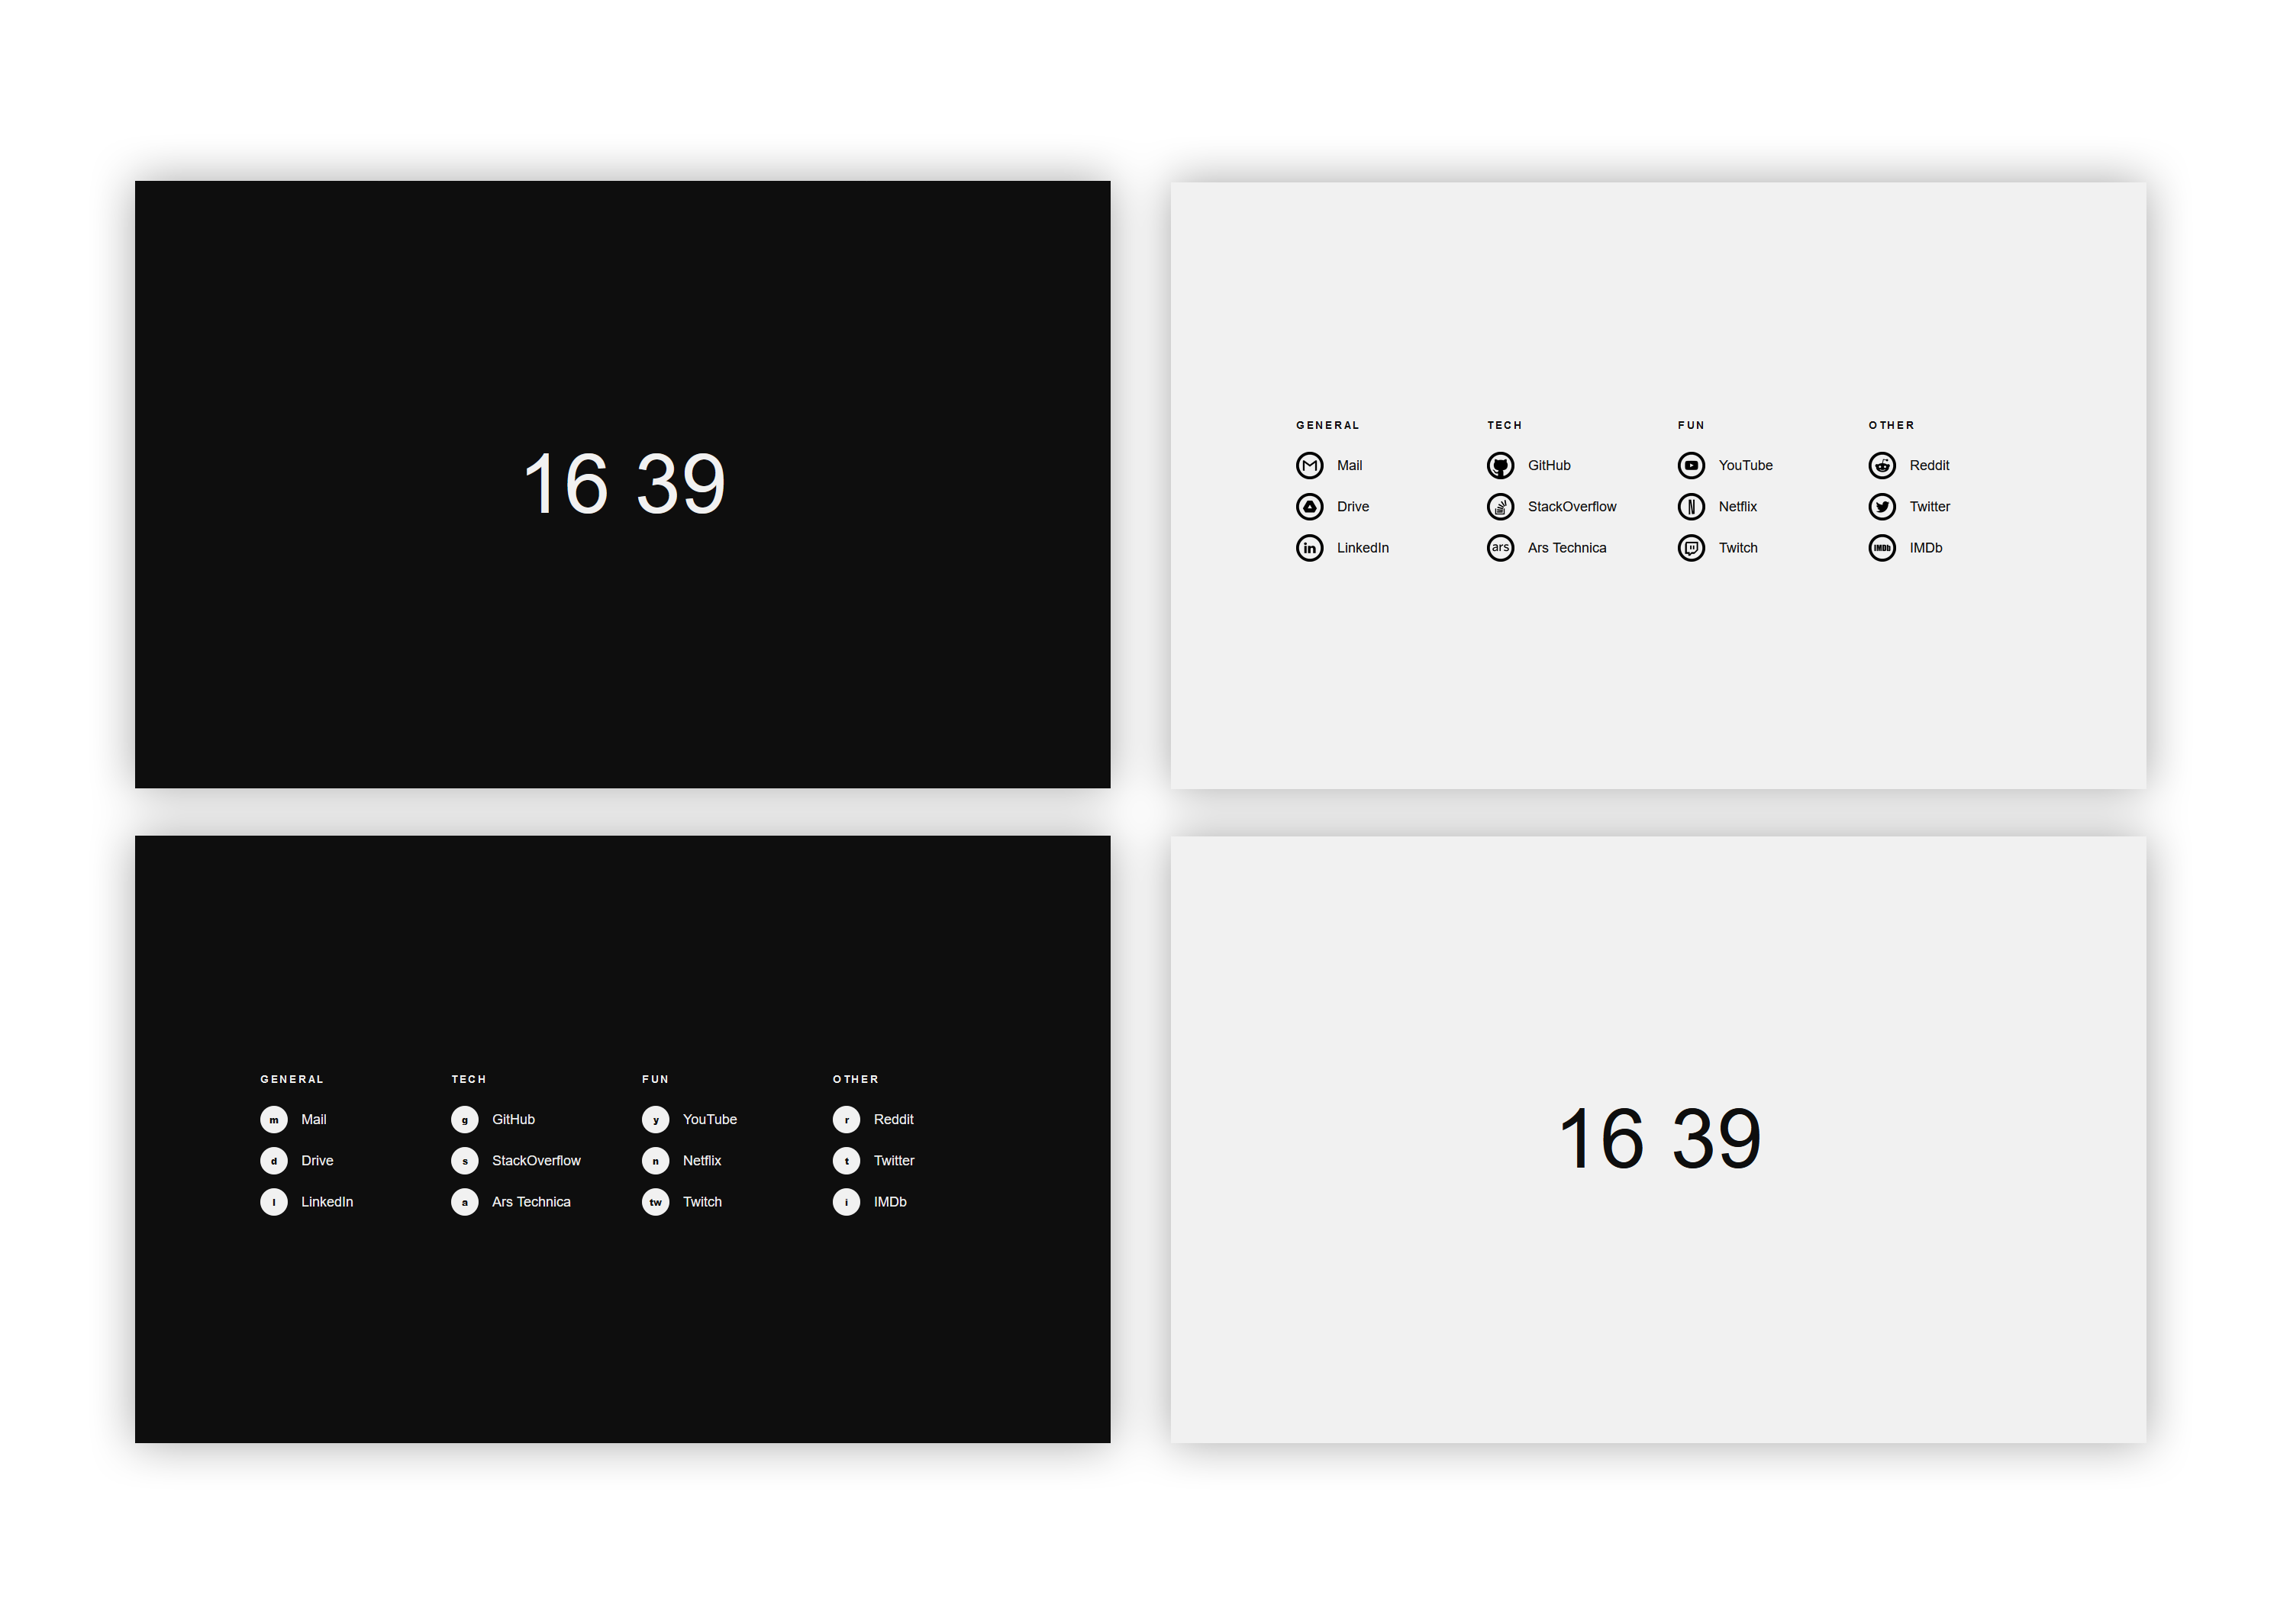 16 39
GENERAL TECH FUN OTHER
Mail GitHub YouTube Reddit
Drive StackOverflow Netflix Twitter
in LinkedIn ars Ars Technica Twitch IMDb IMDb
GENERAL TECH FUN OTHER
m Mail g GitHub y YouTube r Reddit
d Drive s StackOverflow n Netflix t Twitter
l LinkedIn a Ars Technica tw Twitch i IMDb
16 39